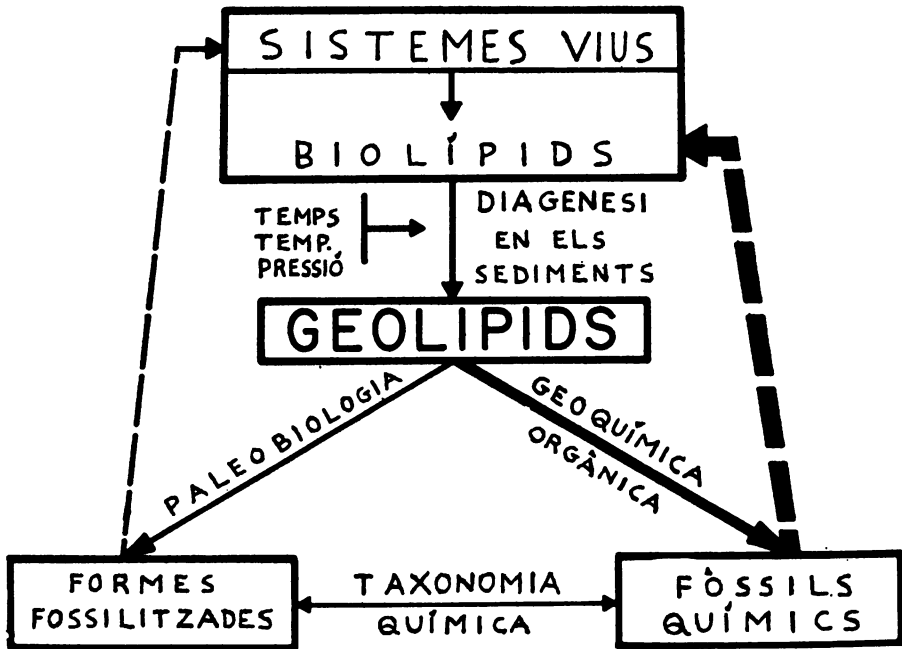 SISTEMES VIUS
BIOLÍPIDS
TEMPS
TEMP.
PRESSIÓ
DIAGENESI
EN ELS
SEDIMENTS
GEOLIPIDS
PALEOBIOLOGIA
GEOQUÍMICA
ORGÀNICA
FORMES
FOSSILITZADES
TAXONOMIA
QUÍMICA
FÒSSILS
QUÍMICS